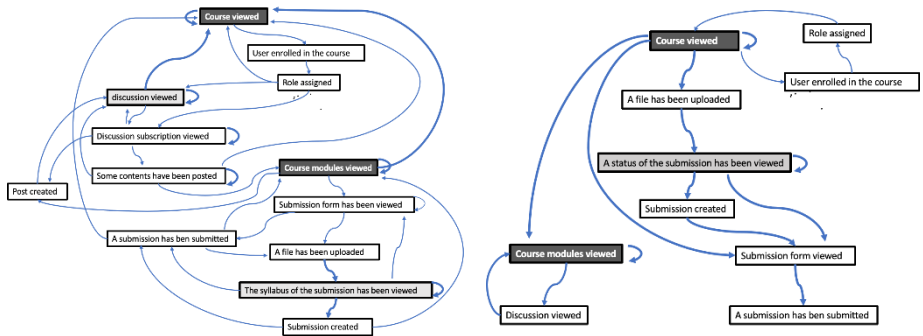 Course viewed
User enrolled in the course
Role assigned
discussion viewed
Discussion subscription viewed
Some contents have been posted
Course modules viewed
Post created
Submission form has been viewed
A submission has ben submitted
A file has been uploaded
The syllabus of the submission has been viewed
Submission created
Course viewed
Role assigned
User enrolled in the course
A file has been uploaded
A status of the submission has been viewed
Submission created
Course modules viewed
Submission form viewed
Discussion viewed
A submission has ben submitted